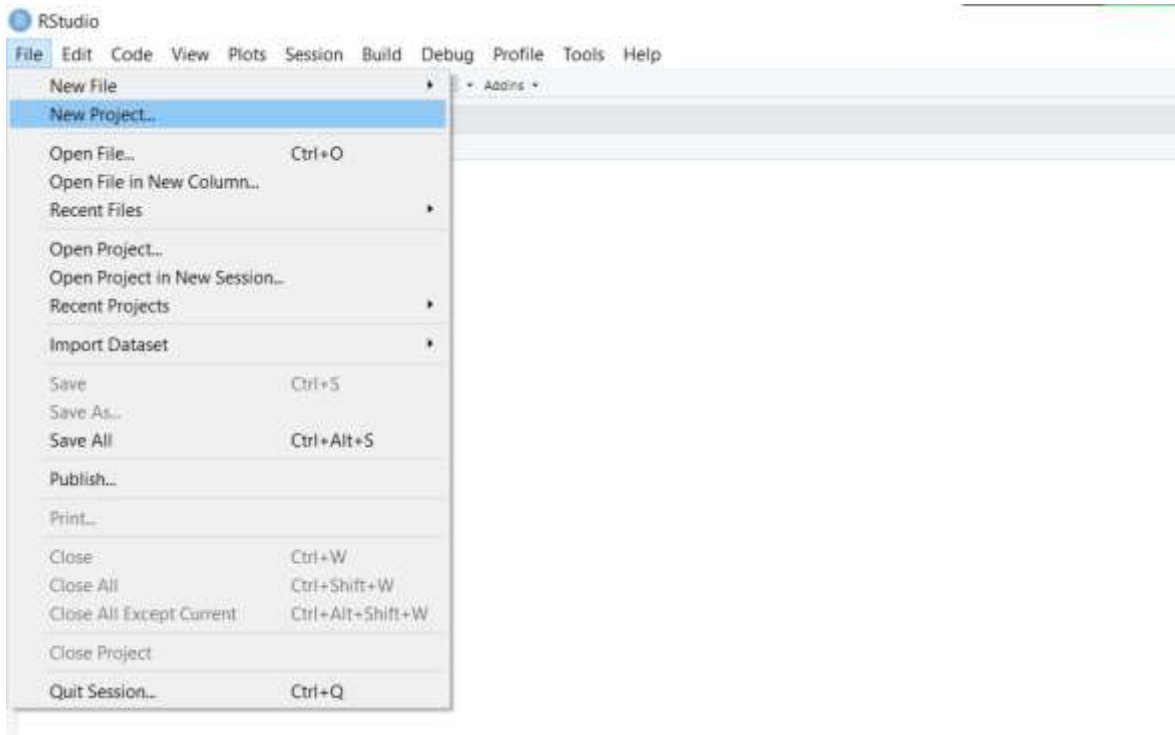 RStudio
File Edit Code View Plots Session Build Debug Profile Tools Help
New File
Addins
New Project...
Open File... Ctrl+O
Open File in New Column...
Recent Files
Open Project...
Open Project in New Session...
Recent Projects
Import Dataset
Save Ctrl+S
Save As...
Save All Ctrl+Alt+S
Publish...
Print...
Close Ctrl+W
Close All Ctrl+Shift+W
Close All Except Current Ctrl+Alt+Shift+W
Close Project
Quit Session... Ctrl+Q